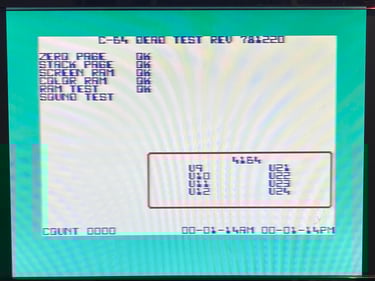 C-64 DEAD TEST REV 781220
ZERO PAGE OK
STACK PAGE OK
SCREEN RAM OK
COLOR RAM OK
RAM TEST OK
SOUND TEST
4164
U9 U21
U10 U22
U11 U23
U12 U24
COUNT 0000 00-01-14AM 00-01-14PM